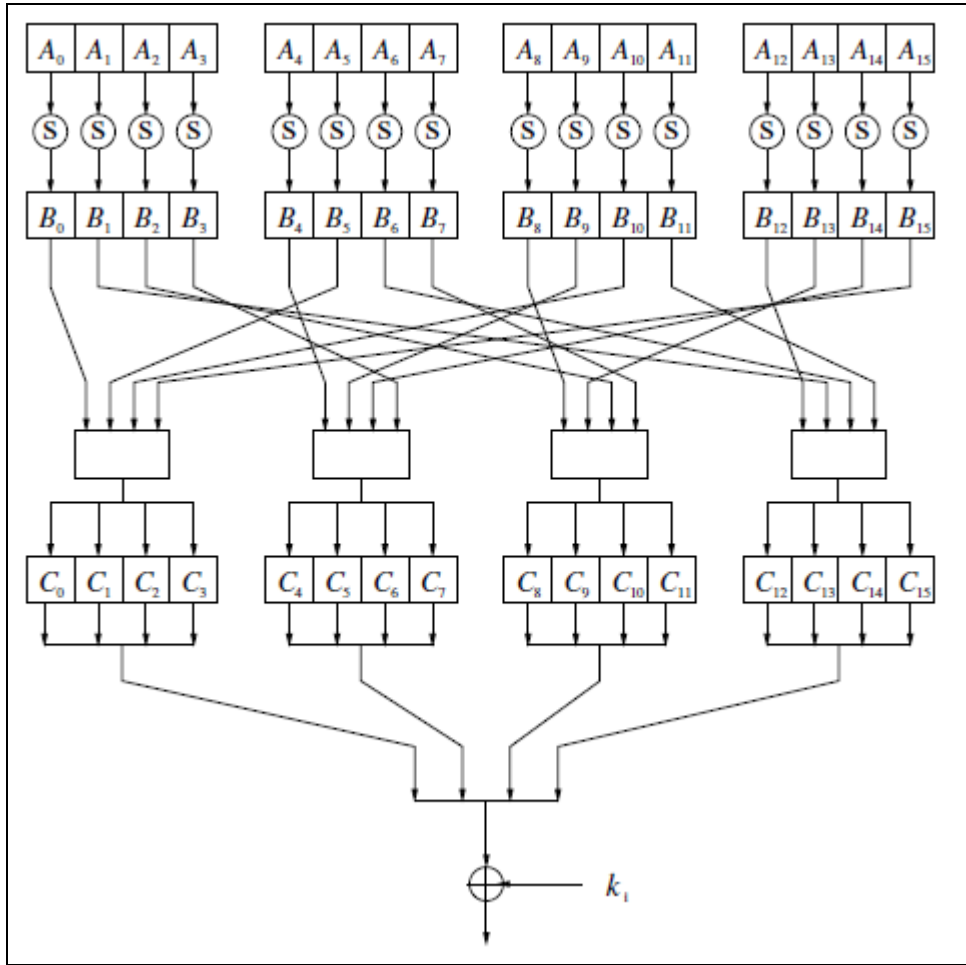 A₀ A₁ A₂ A₃ A₄ A₅ A₆ A₇ A₈ A₉ A₁₀ A₁₁ A₁₂ A₁₃ A₁₄ A₁₅
S S S S S S S S S S S S S S S S
B₀ B₁ B₂ B₃ B₄ B₅ B₆ B₇ B₈ B₉ B₁₀ B₁₁ B₁₂ B₁₃ B₁₄ B₁₅
C₀ C₁ C₂ C₃ C₄ C₅ C₆ C₇ C₈ C₉ C₁₀ C₁₁ C₁₂ C₁₃ C₁₄ C₁₅
kᵢ